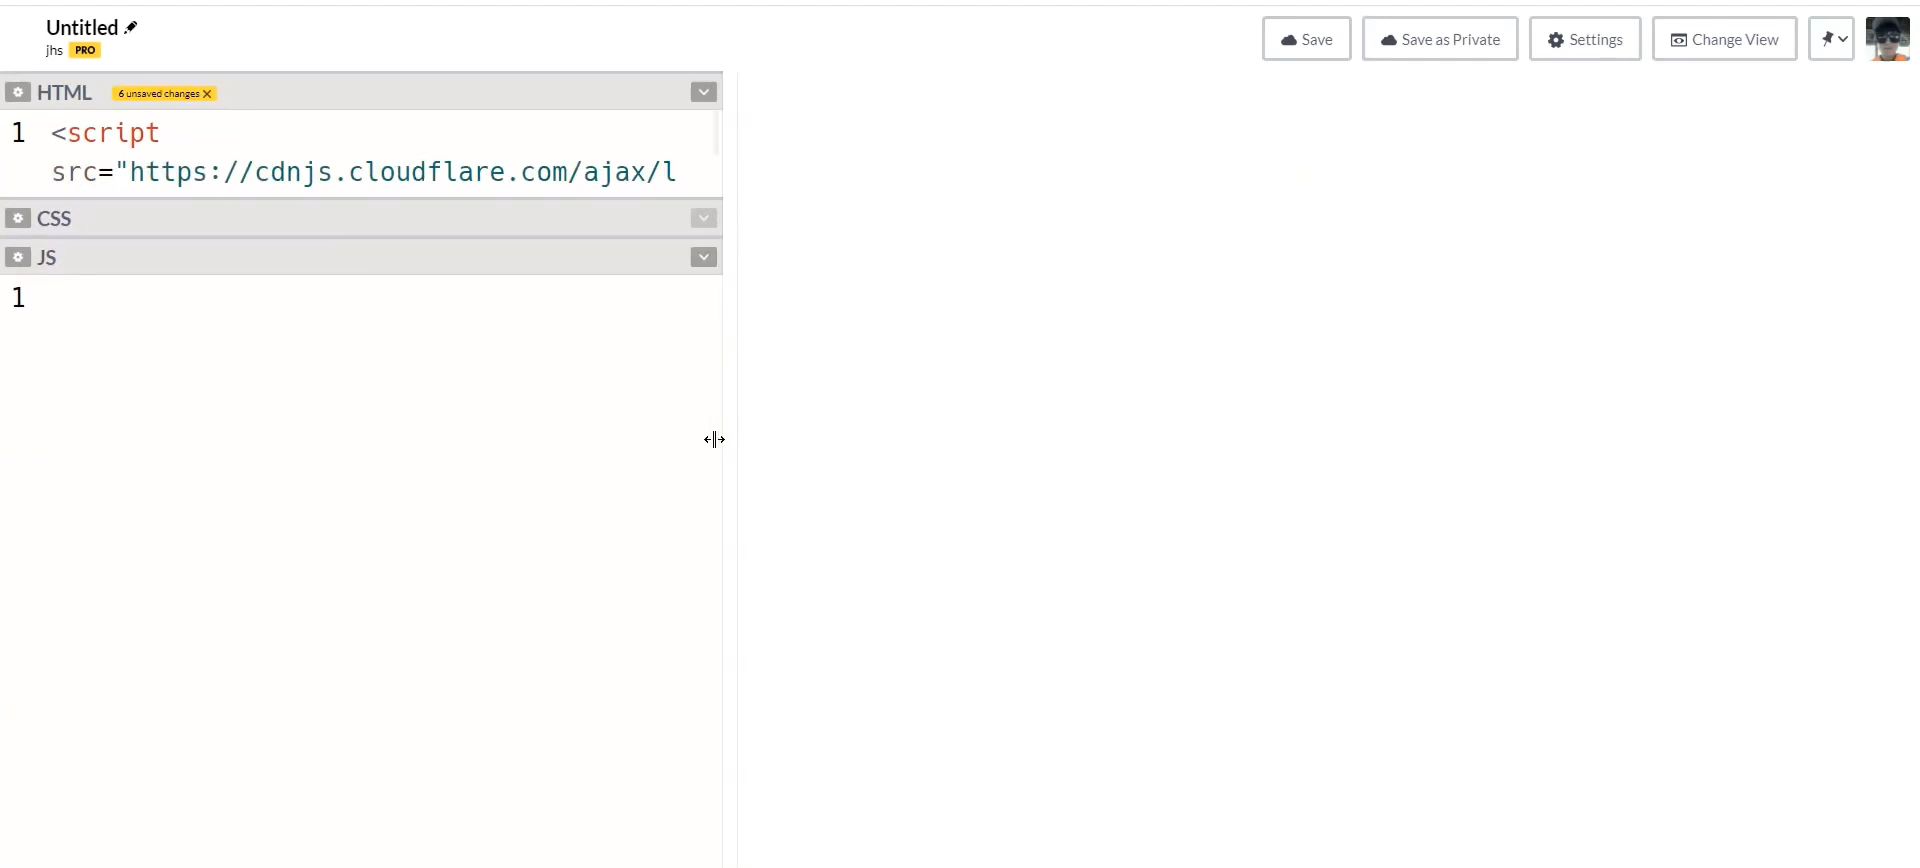 Untitled
jhs PRO
Save
Save as Private
Settings
Change View
HTML 6 unsaved changes
1 <script
src="https://cdnjs.cloudflare.com/ajax/l
CSS
JS
1